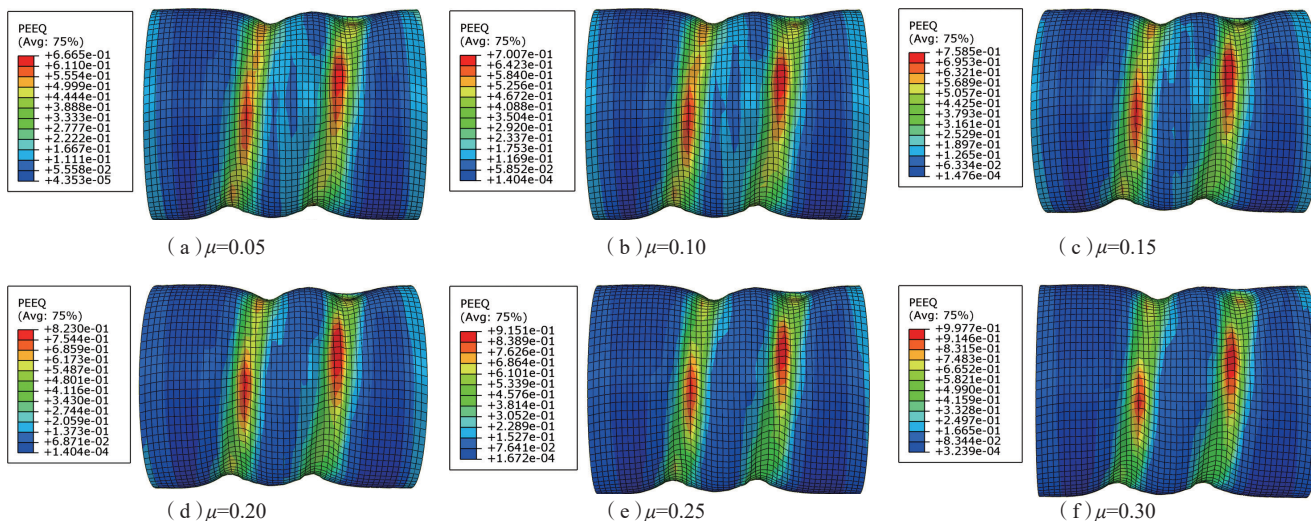 PEEQ
(Avg: 75%)
+6.665e-01
+6.110e-01
+5.554e-01
+4.999e-01
+4.444e-01
+3.888e-01
+3.333e-01
+2.777e-01
+2.222e-01
+1.667e-01
+1.111e-01
+5.558e-02
+4.353e-05
(a)μ=0.05
PEEQ
(Avg: 75%)
+7.007e-01
+6.423e-01
+5.840e-01
+5.256e-01
+4.672e-01
+4.088e-01
+3.504e-01
+2.920e-01
+2.337e-01
+1.753e-01
+1.169e-01
+5.852e-02
+1.404e-04
(b)μ=0.10
PEEQ
(Avg: 75%)
+7.585e-01
+6.953e-01
+6.321e-01
+5.689e-01
+5.057e-01
+4.425e-01
+3.793e-01
+3.161e-01
+2.529e-01
+1.897e-01
+1.265e-01
+6.334e-02
+1.476e-04
(c)μ=0.15
PEEQ
(Avg: 75%)
+8.230e-01
+7.544e-01
+6.859e-01
+6.173e-01
+5.487e-01
+4.801e-01
+4.116e-01
+3.430e-01
+2.744e-01
+2.059e-01
+1.373e-01
+6.871e-02
+1.404e-04
(d)μ=0.20
PEEQ
(Avg: 75%)
+9.151e-01
+8.389e-01
+7.626e-01
+6.864e-01
+6.101e-01
+5.339e-01
+4.576e-01
+3.814e-01
+3.052e-01
+2.289e-01
+1.527e-01
+7.641e-02
+1.672e-04
(e)μ=0.25
PEEQ
(Avg: 75%)
+9.977e-01
+9.146e-01
+8.315e-01
+7.483e-01
+6.652e-01
+5.821e-01
+4.990e-01
+4.159e-01
+3.328e-01
+2.497e-01
+1.665e-01
+8.344e-02
+3.239e-04
(f)μ=0.30